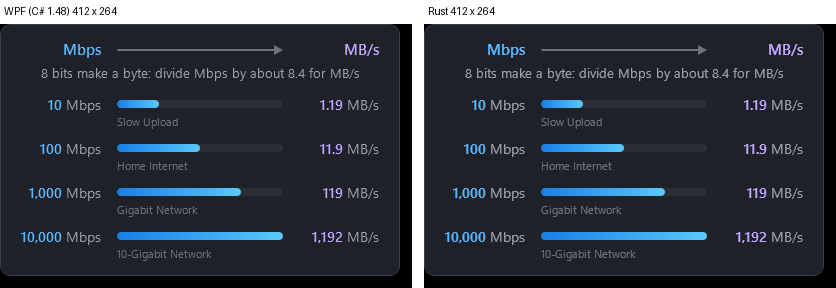 WPF (C# 1.48) 412 x 264
Mbps MB/s
8 bits make a byte: divide Mbps by about 8.4 for MB/s
10 Mbps 1.19 MB/s
Slow Upload
100 Mbps 11.9 MB/s
Home Internet
1,000 Mbps 119 MB/s
Gigabit Network
10,000 Mbps 1,192 MB/s
10-Gigabit Network
Rust 412 x 264
Mbps MB/s
8 bits make a byte: divide Mbps by about 8.4 for MB/s
10 Mbps 1.19 MB/s
Slow Upload
100 Mbps 11.9 MB/s
Home Internet
1,000 Mbps 119 MB/s
Gigabit Network
10,000 Mbps 1,192 MB/s
10-Gigabit Network